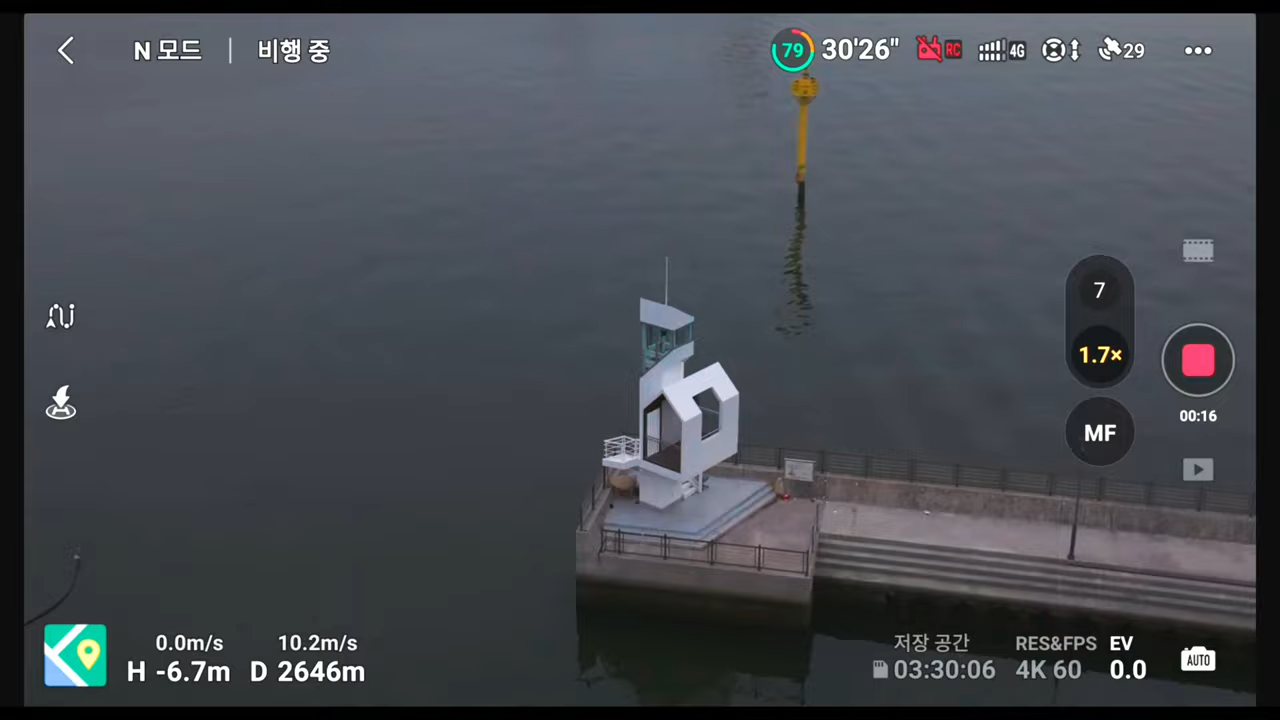 N 모드 | 비행 중
79 30'26" RC 4G 29
7
1.7×
MF
00:16
0.0m/s 10.2m/s
H -6.7m D 2646m
저장 공간 RES&FPS EV
03:30:06 4K 60 0.0
AUTO